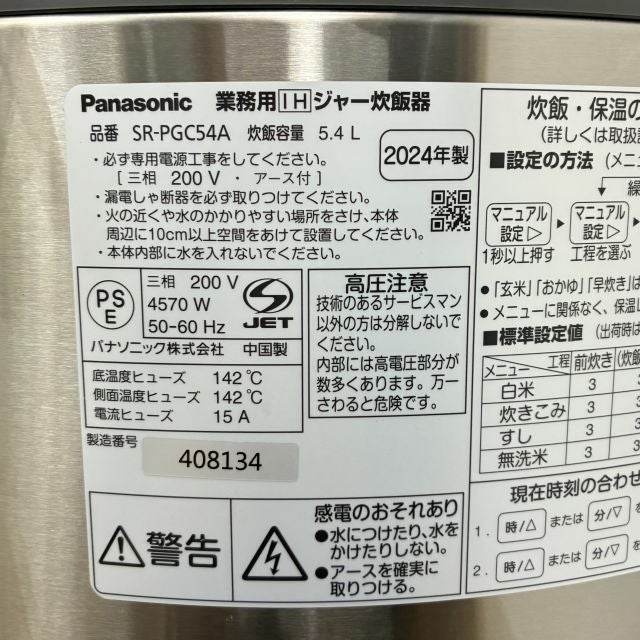 Panasonic 業務用IHジャー炊飯器
品番 SR-PGC54A 炊飯容量 5.4 L
2024年製
・必ず専用電源工事をしてください。
[三相 200 V ・ アース付]
・漏電しゃ断器を必ず取りつけてください。
・火の近くや水のかかりやすい場所をさけ、本体
周辺に10cm以上空間をあけて設置してください。
・本体内部に水を入れないでください。
PS
E
三相 200 V
4570 W
50-60 Hz
JET
パナソニック株式会社 中国製
底温度ヒューズ 142 ℃
側面温度ヒューズ 142 ℃
電流ヒューズ 15 A
製造番号
408134
高圧注意
技術のあるサービスマン
以外の方は分解しないで
ください。
内部には高電圧部分が
数多くあります。万一
さわると危険です。
警告
感電のおそれあり
●水につけたり、水を
かけたりしない。
●アースを確実に
取りつける。
炊飯・保温の
(詳しくは取扱
■設定の方法 (メニュ
繰
マニュアル
設定▷
マニュアル
設定▷
1秒以上押す 工程を選ぶ
●「玄米」「おかゆ」「早炊き」は
●メニューに関係なく、保温し
■標準設定値 (出荷時は
メニュー 工程 前炊き (炊飯
白米 3
炊きこみ 3
すし 3
無洗米 3
現在時刻の合わせ
1. 時/△ または 分/▽ を
2. 時/△ または 分/▽